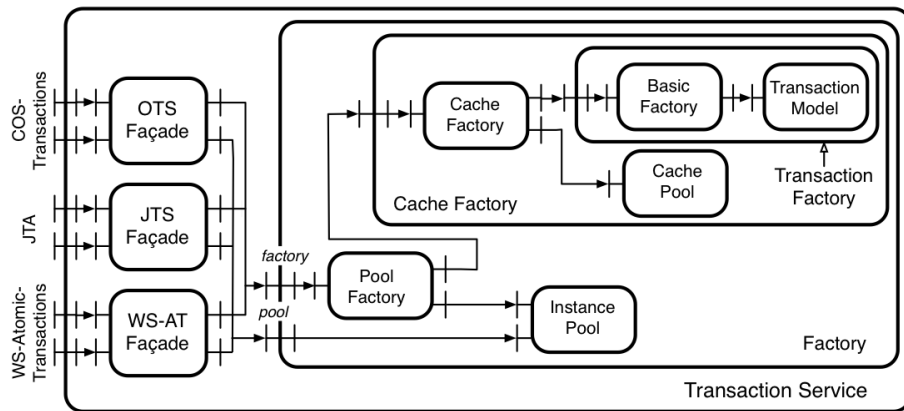 COS-
Transactions
OTS
Façade
JTA
JTS
Façade
WS-Atomic-
Transactions
WS-AT
Façade
factory
pool
Pool
Factory
Instance
Pool
Cache
Factory
Basic
Factory
Transaction
Model
Cache
Pool
Transaction
Factory
Cache Factory
Factory
Transaction Service